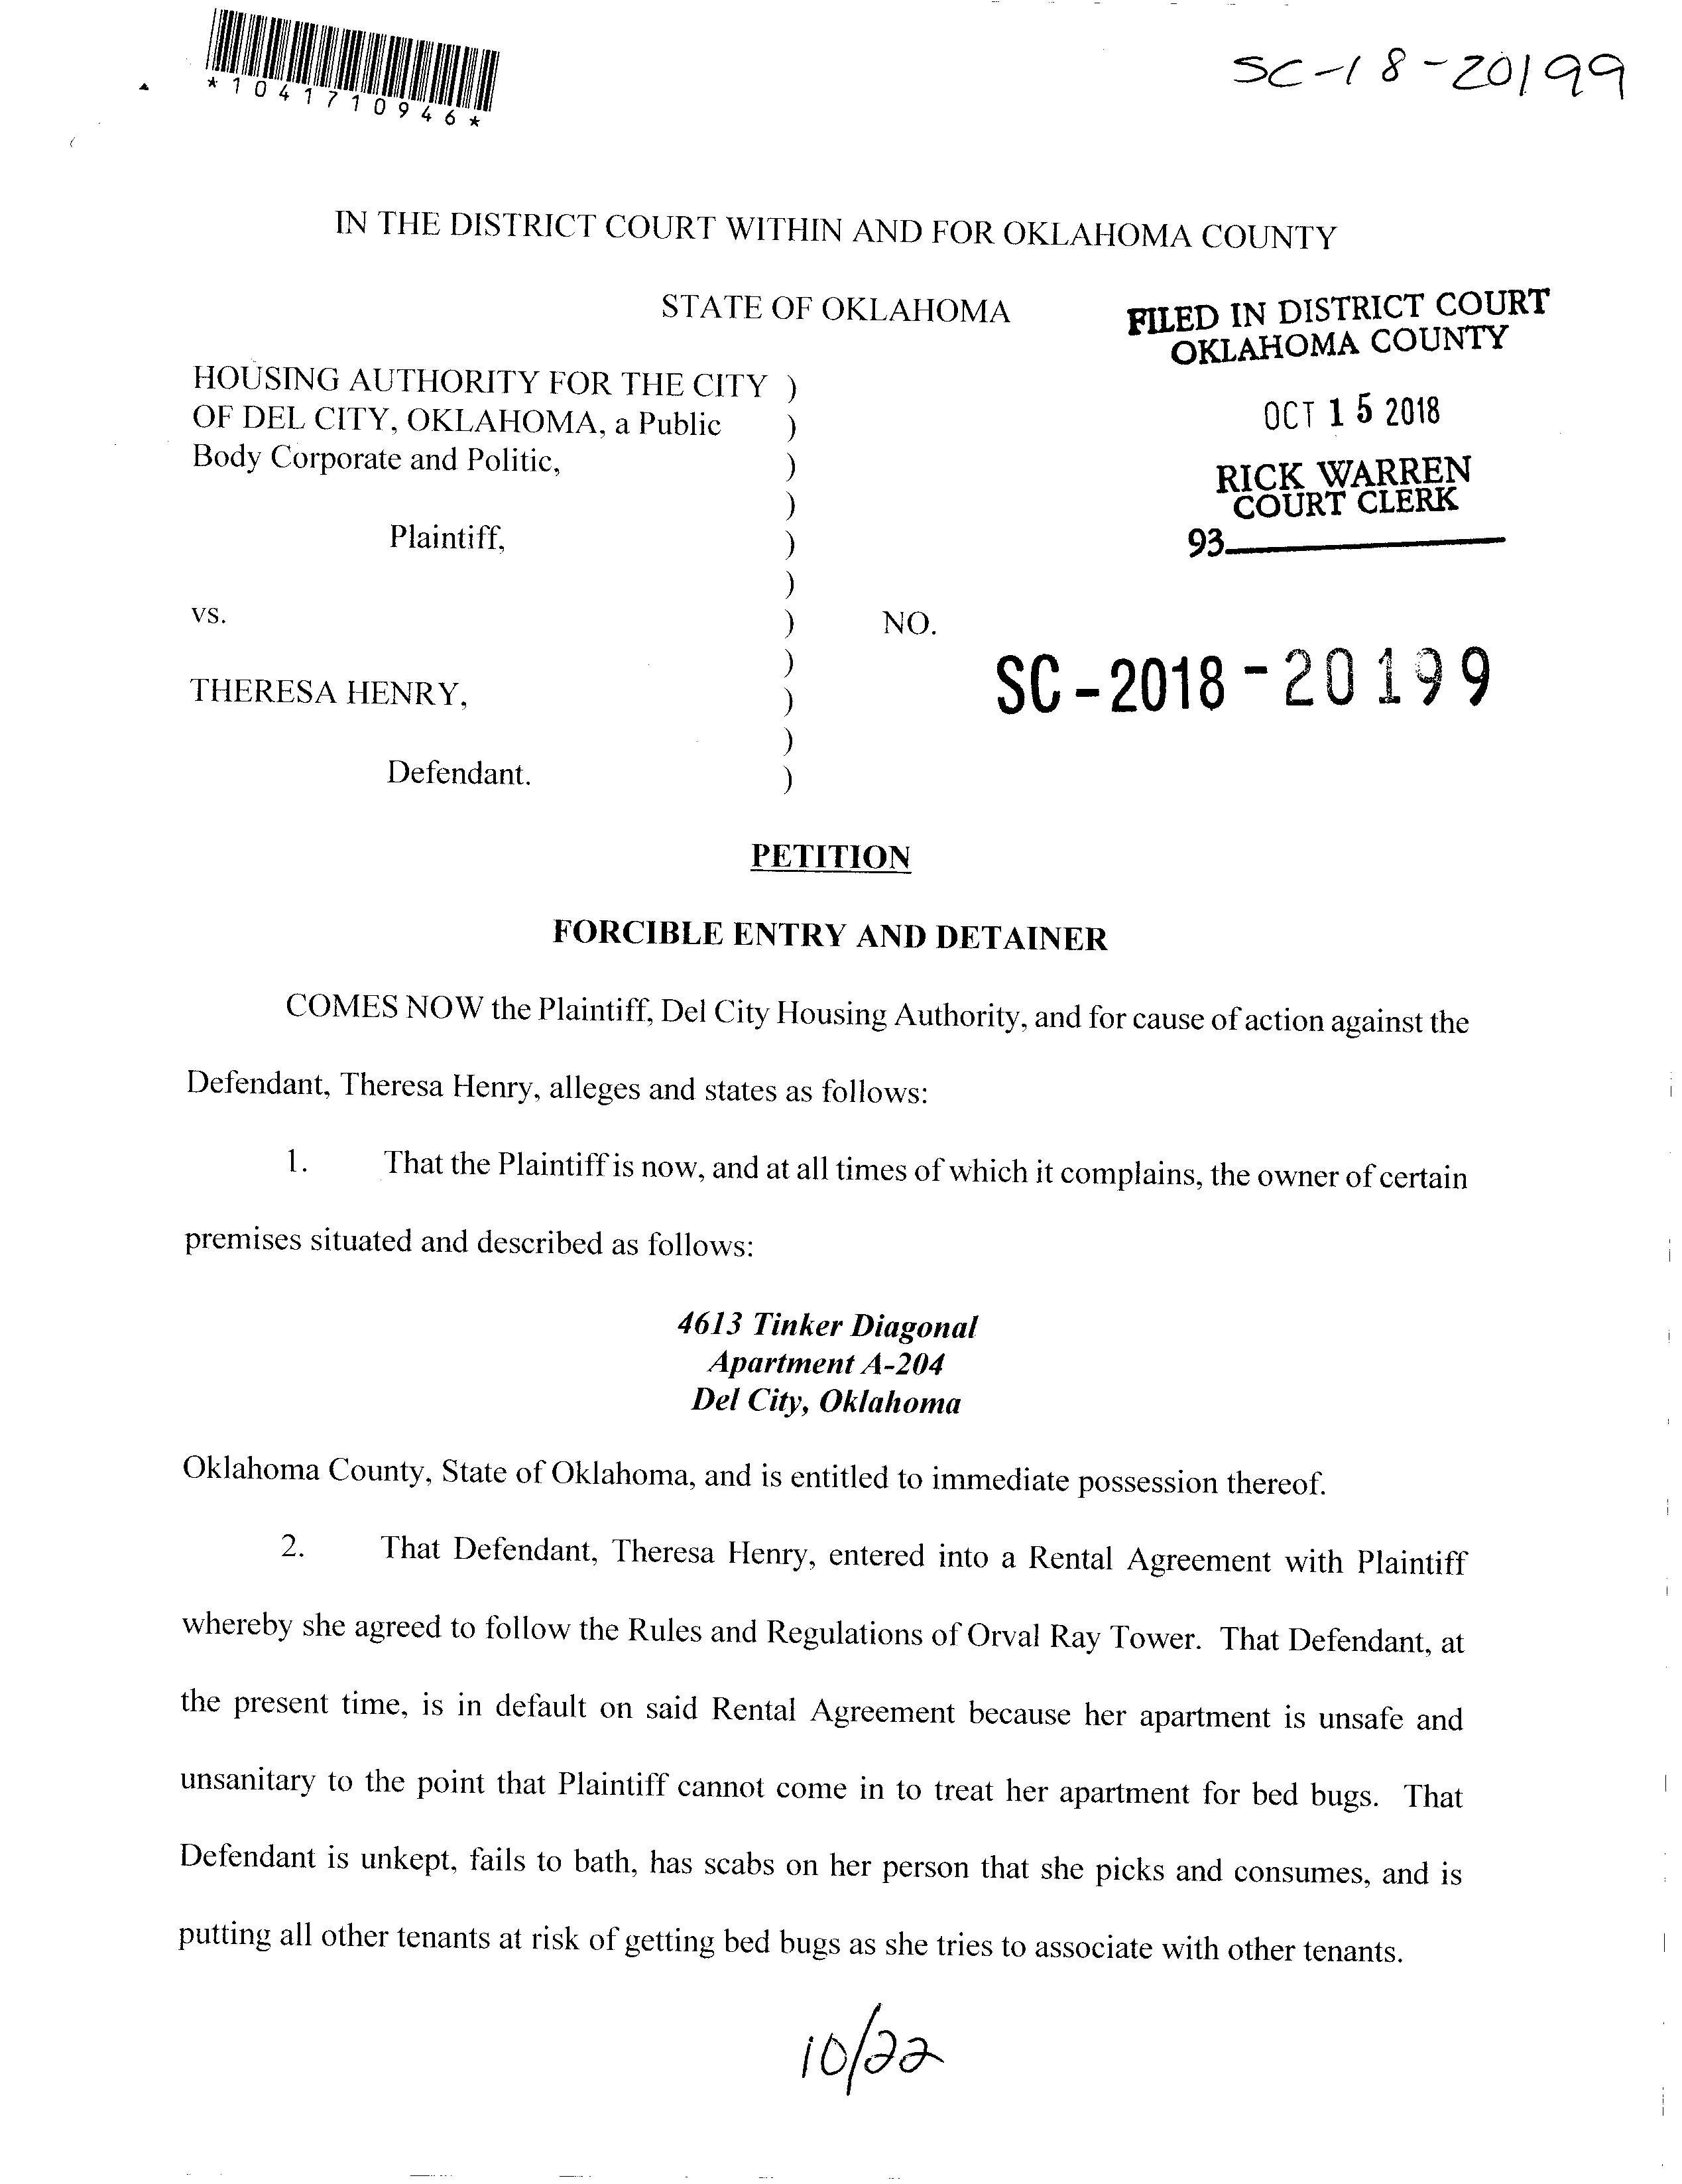 *1041710946*
SC-18-20199
IN THE DISTRICT COURT WITHIN AND FOR OKLAHOMA COUNTY
STATE OF OKLAHOMA
FILED IN DISTRICT COURT
OKLAHOMA COUNTY
OCT 15 2018
RICK WARREN
COURT CLERK
93
HOUSING AUTHORITY FOR THE CITY )
OF DEL CITY, OKLAHOMA, a Public )
Body Corporate and Politic, )
)
Plaintiff, )
)
vs. ) NO.
)
SC-2018-20199
THERESA HENRY, )
)
Defendant. )
PETITION
FORCIBLE ENTRY AND DETAINER
COMES NOW the Plaintiff, Del City Housing Authority, and for cause of action against the
Defendant, Theresa Henry, alleges and states as follows:
1. That the Plaintiff is now, and at all times of which it complains, the owner of certain
premises situated and described as follows:
4613 Tinker Diagonal
Apartment A-204
Del City, Oklahoma
Oklahoma County, State of Oklahoma, and is entitled to immediate possession thereof.
2. That Defendant, Theresa Henry, entered into a Rental Agreement with Plaintiff
whereby she agreed to follow the Rules and Regulations of Orval Ray Tower. That Defendant, at
the present time, is in default on said Rental Agreement because her apartment is unsafe and
unsanitary to the point that Plaintiff cannot come in to treat her apartment for bed bugs. That
Defendant is unkept, fails to bath, has scabs on her person that she picks and consumes, and is
putting all other tenants at risk of getting bed bugs as she tries to associate with other tenants.
10/22